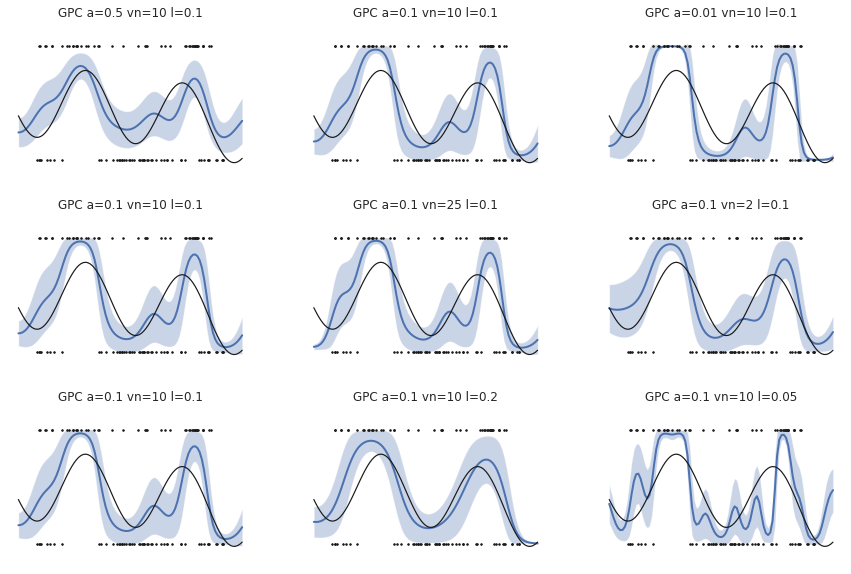 GPC a=0.5 vn=10 l=0.1
GPC a=0.1 vn=10 l=0.1
GPC a=0.01 vn=10 l=0.1
GPC a=0.1 vn=10 l=0.1
GPC a=0.1 vn=25 l=0.1
GPC a=0.1 vn=2 l=0.1
GPC a=0.1 vn=10 l=0.1
GPC a=0.1 vn=10 l=0.2
GPC a=0.1 vn=10 l=0.05